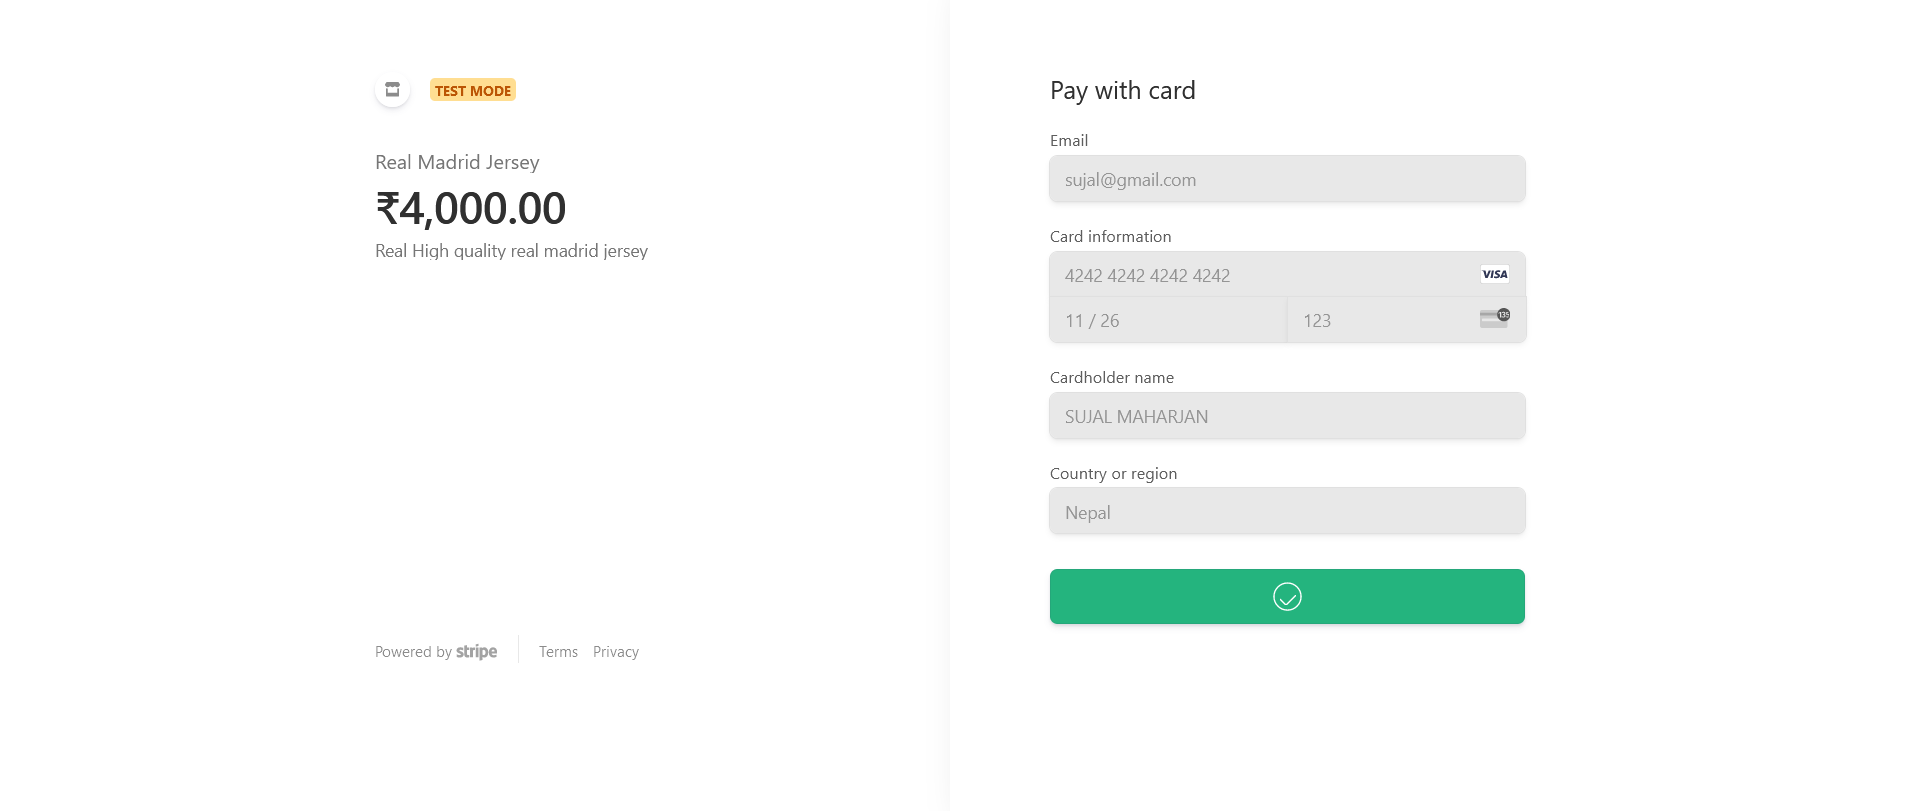 TEST MODE
Real Madrid Jersey
₹4,000.00
Real High quality real madrid jersey
Powered by stripe
Terms Privacy
Pay with card
Email
sujal@gmail.com
Card information
4242 4242 4242 4242 VISA
11 / 26
123 135
Cardholder name
SUJAL MAHARJAN
Country or region
Nepal